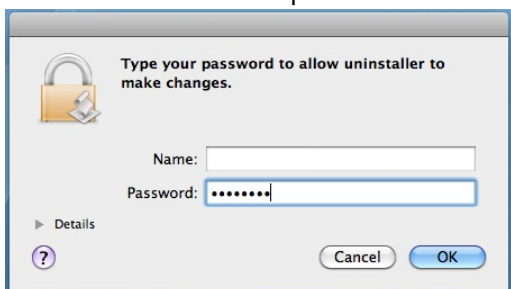 Type your password to allow uninstaller to
make changes.
Name:
Password: ••••••••
Details
?
Cancel OK